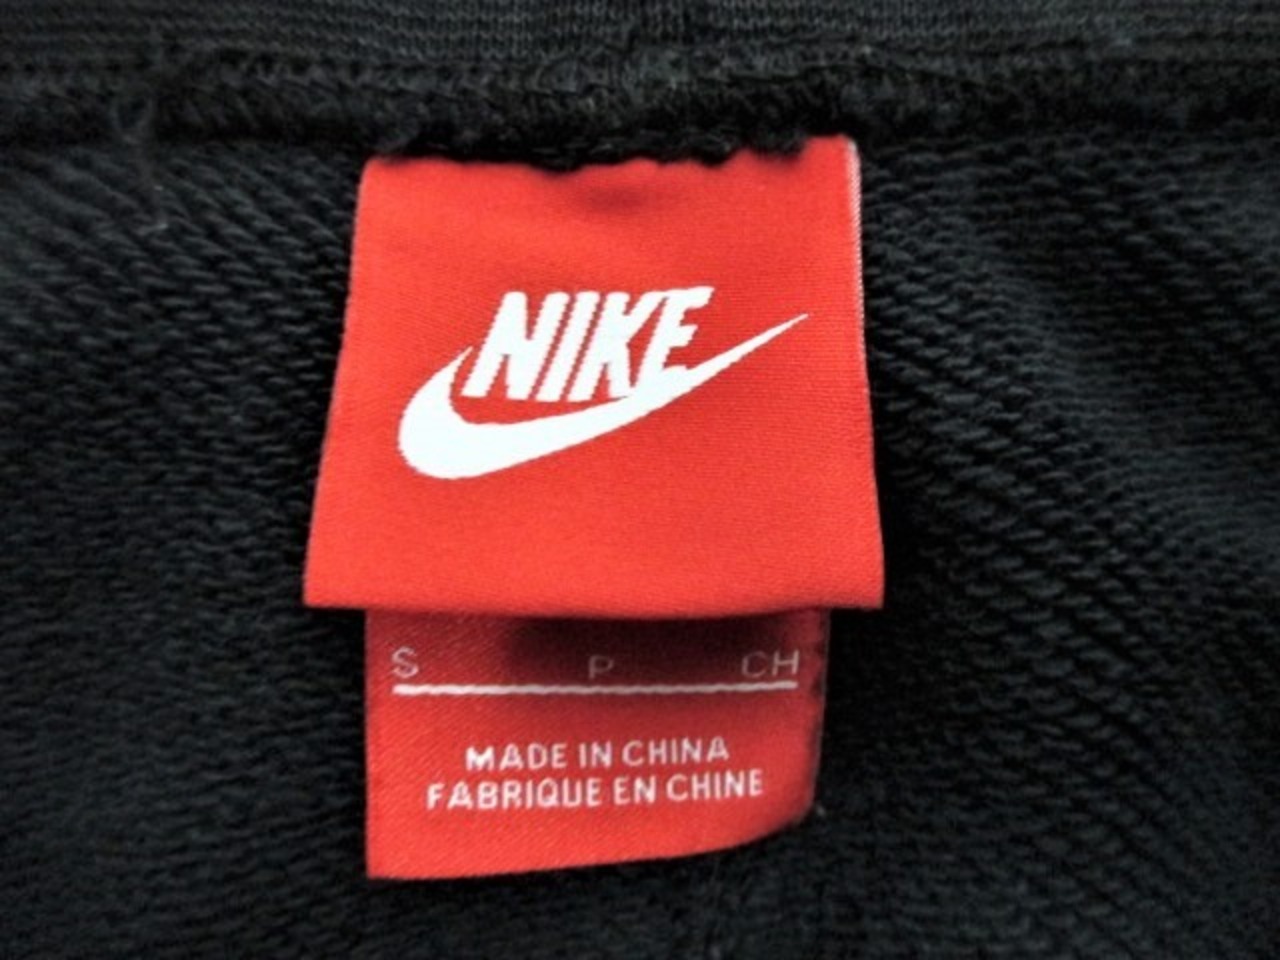 NIKE
S P CH
MADE IN CHINA
FABRIQUE EN CHINE